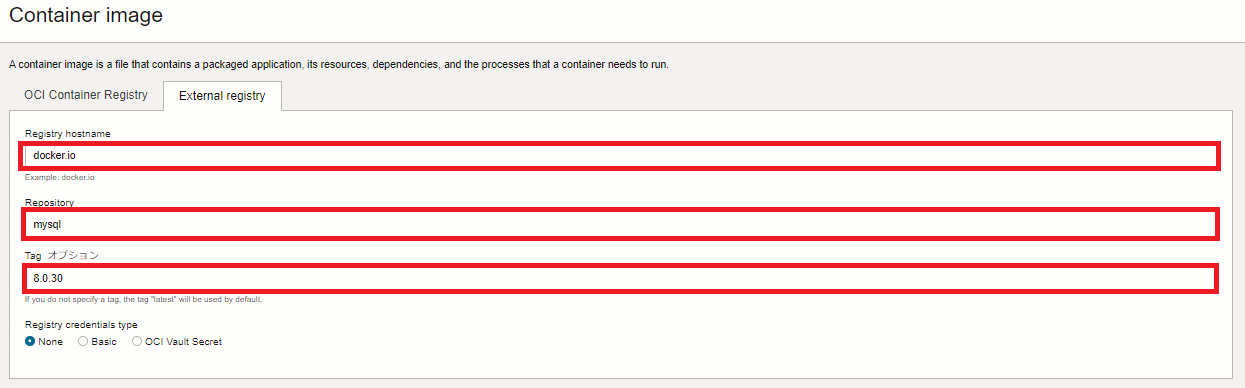 Container image
A container image is a file that contains a packaged application, its resources, dependencies, and the processes that a container needs to run.
OCI Container Registry External registry
Registry hostname
docker.io
Example: docker.io
Repository
mysql
Tag オプション
8.0.30
If you do not specify a tag, the tag "latest" will be used by default.
Registry credentials type
None Basic OCI Vault Secret